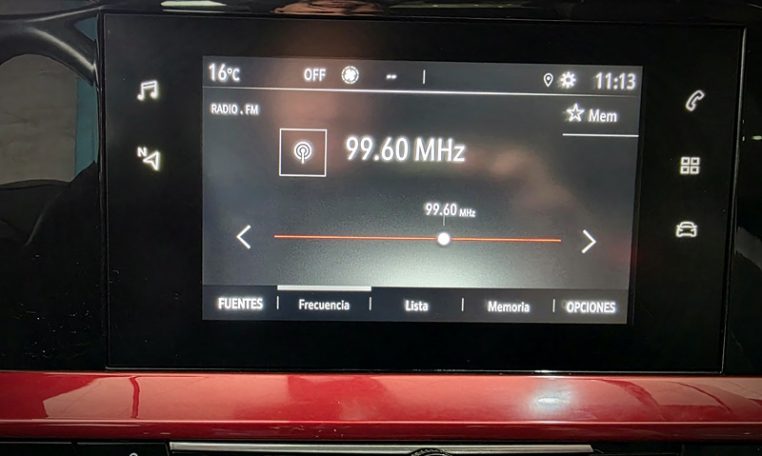 16°C OFF -- 11:13
RADIO . FM
Mem
N
99.60 MHz
99.60 MHz
FUENTES Frecuencia Lista Memoria OPCIONES